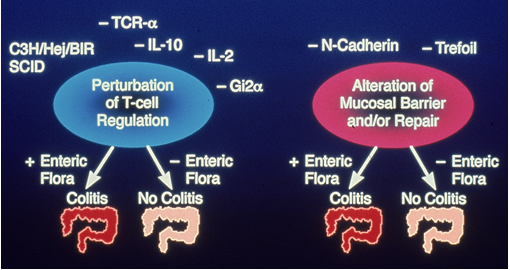 – TCR-α
C3H/Hej/BIR
SCID
– IL-10
– IL-2
– Gi2α
Perturbation
of T-cell
Regulation
+ Enteric
Flora
– Enteric
Flora
Colitis
No Colitis
– N-Cadherin
– Trefoil
Alteration of
Mucosal Barrier
and/or Repair
+ Enteric
Flora
– Enteric
Flora
Colitis
No Colitis